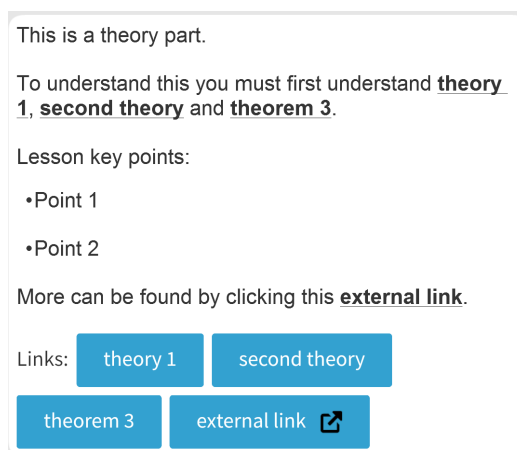 This is a theory part.
To understand this you must first understand theory
1, second theory and theorem 3.
Lesson key points:
•Point 1
•Point 2
More can be found by clicking this external link.
Links: theory 1 second theory
theorem 3 external link